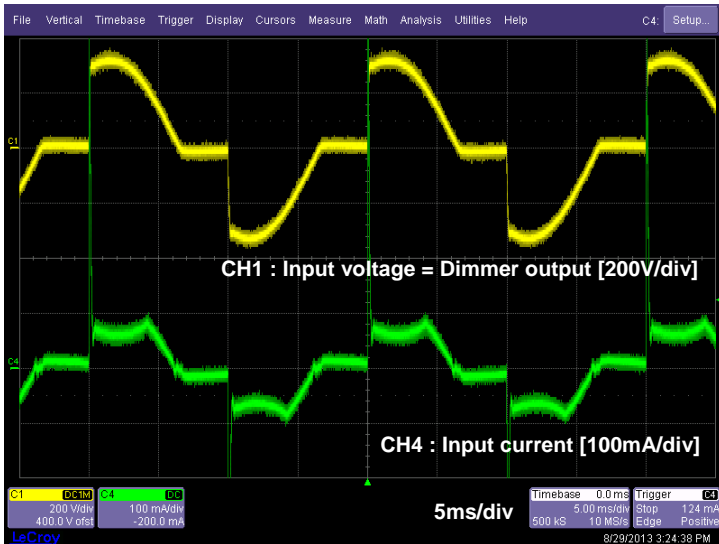 File Vertical Timebase Trigger Display Cursors Measure Math Analysis Utilities Help C4: Setup...
C1
CH1 : Input voltage = Dimmer output [200V/div]
C4
CH4 : Input current [100mA/div]
5ms/div
C1 DC1M
200 V/div
400.0 V ofst
C4 DC
100 mA/div
-200.0 mA
Timebase 0.0 ms
5.00 ms/div
500 kS 10 MS/s
Trigger C4
Stop 124 mA
Edge Positive
LeCroy
8/29/2013 3:24:38 PM